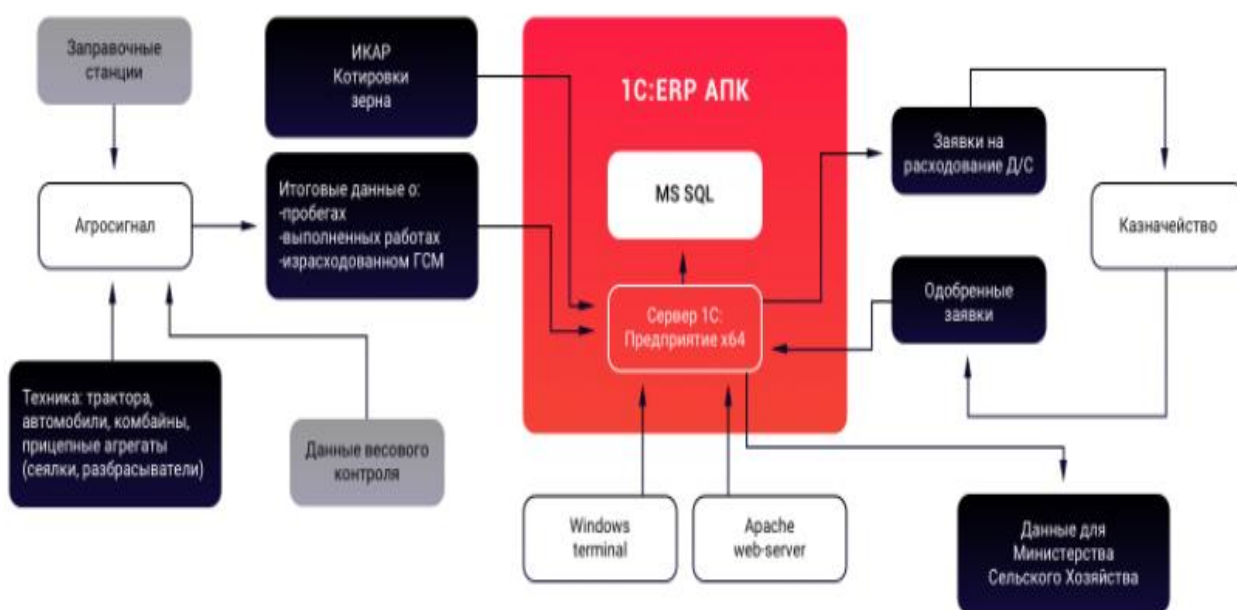 Заправочные
станции
ИКАР
Котировки
зерна
1С:ERP АПК
MS SQL
Заявки на
расходование Д/С
Агросигнал
Итоговые данные о:
-пробегах
-выполненных работах
-израсходованном ГСМ
Казначейство
Сервер 1С:
Предприятие х64
Одобренные
заявки
Техника: трактора,
автомобили, комбайны,
прицепные агрегаты
(сеялки, разбрасыватели)
Данные весового
контроля
Windows
terminal
Apache
web-server
Данные для
Министерства
Сельского Хозяйства